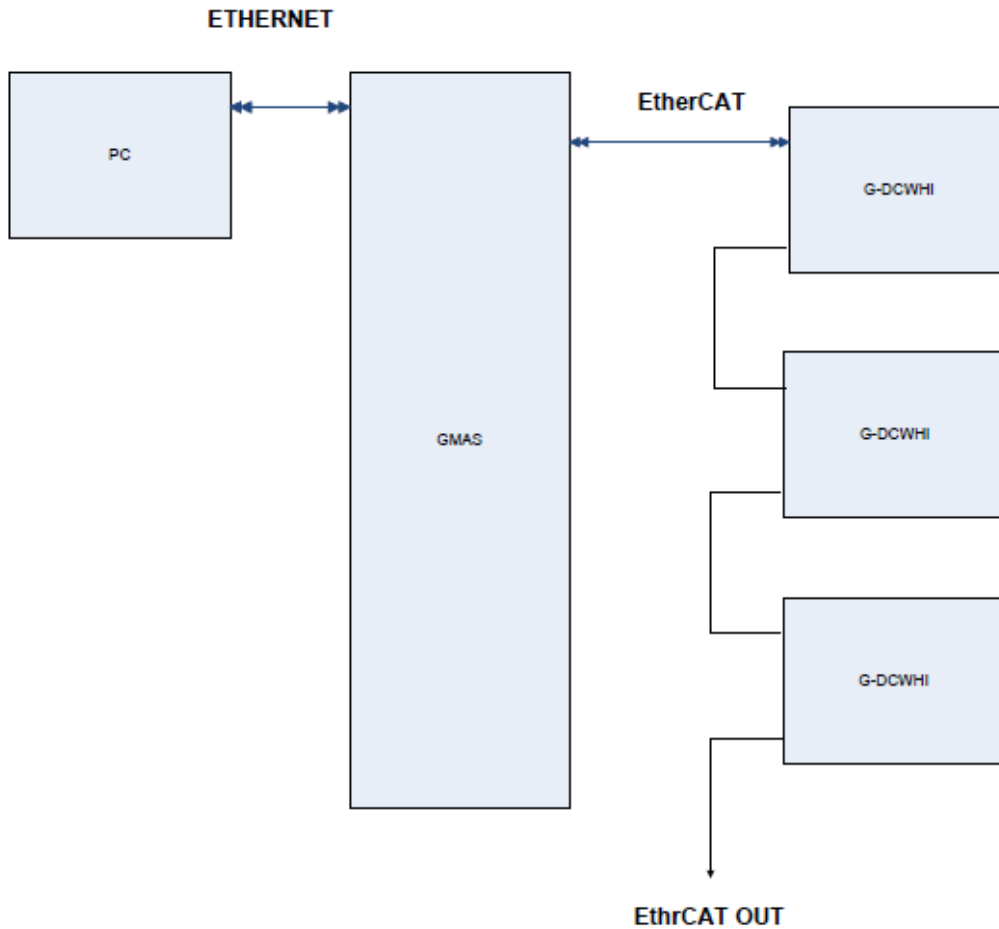 ETHERNET
EtherCAT
PC
G-DCWHI
GMAS
G-DCWHI
G-DCWHI
EthrCAT OUT